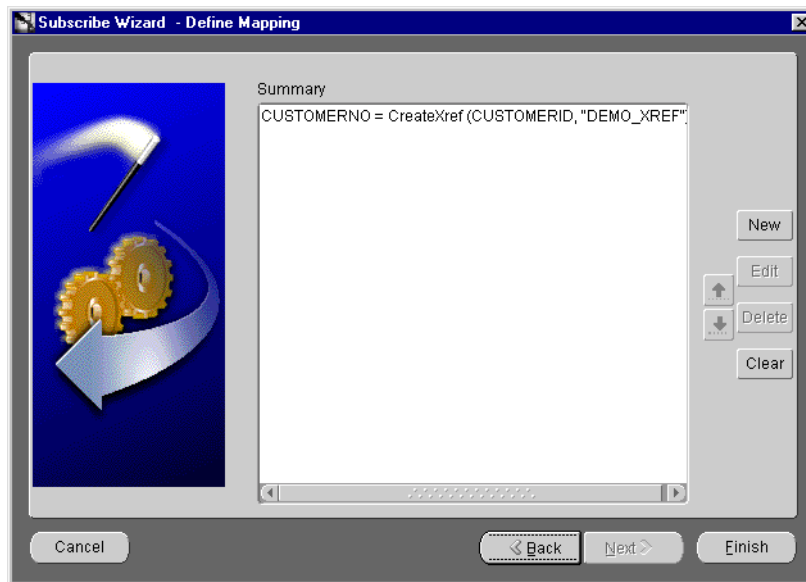 Subscribe Wizard - Define Mapping
Summary
CUSTOMERNO = CreateXref (CUSTOMERID, "DEMO_XREF")
New
Edit
Delete
Clear
Cancel
Back
Next
Finish